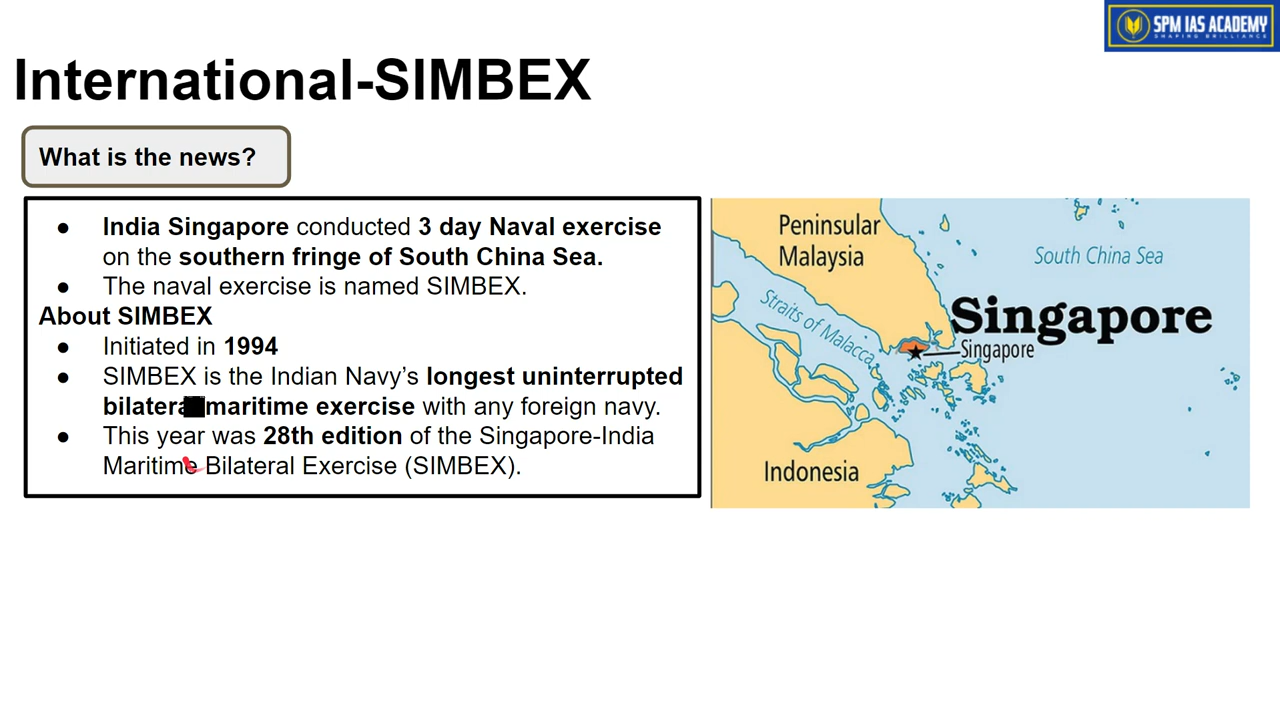 SPM IAS ACADEMY
SHAPING BRILLIANCE
International-SIMBEX
What is the news?
● India Singapore conducted 3 day Naval exercise
on the southern fringe of South China Sea.
● The naval exercise is named SIMBEX.
About SIMBEX
● Initiated in 1994
● SIMBEX is the Indian Navy’s longest uninterrupted
maritime exercise with any foreign navy.
● This year was 28th edition of the Singapore-India
Maritime Bilateral Exercise (SIMBEX).
Peninsular
Malaysia
South China Sea
Straits of Malacca
Singapore
Singapore
Indonesia